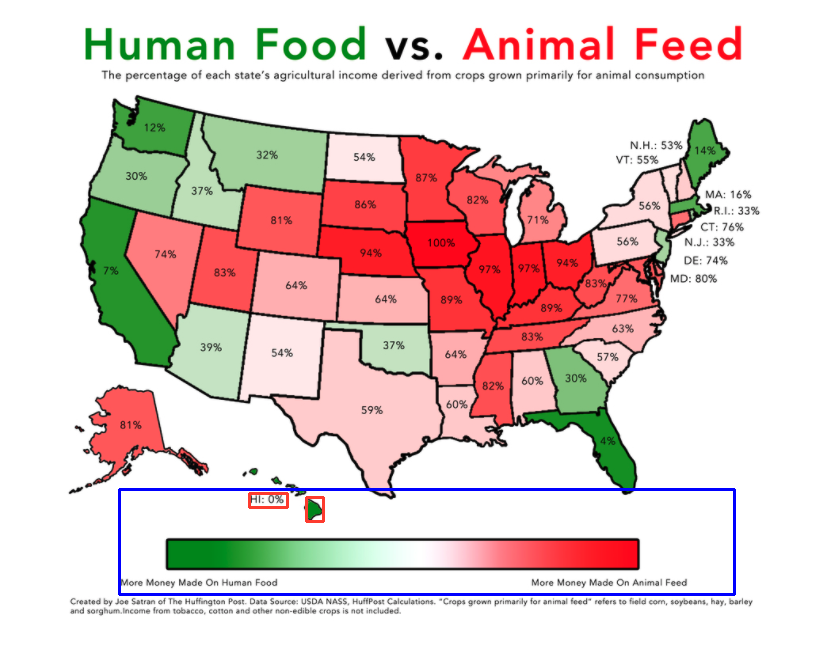 Human Food vs. Animal Feed
The percentage of each state's agricultural income derived from crops grown primarily for animal consumption
12%
30%
37%
32%
54%
87%
82%
71%
N.H.: 53%
VT: 55%
14%
56%
MA: 16%
R.I.: 33%
CT: 76%
N.J.: 33%
DE: 74%
MD: 80%
86%
81%
94%
100%
97%
97%
94%
56%
83%
77%
7%
74%
83%
64%
64%
89%
89%
83%
63%
57%
39%
54%
37%
64%
82%
60%
30%
59%
60%
4%
81%
HI: 0%
More Money Made On Human Food
More Money Made On Animal Feed
Created by Joe Satran of The Huffington Post. Data Source: USDA NASS, HuffPost Calculations. "Crops grown primarily for animal feed" refers to field corn, soybeans, hay, barley
and sorghum.Income from tobacco, cotton and other non-edible crops is not included.